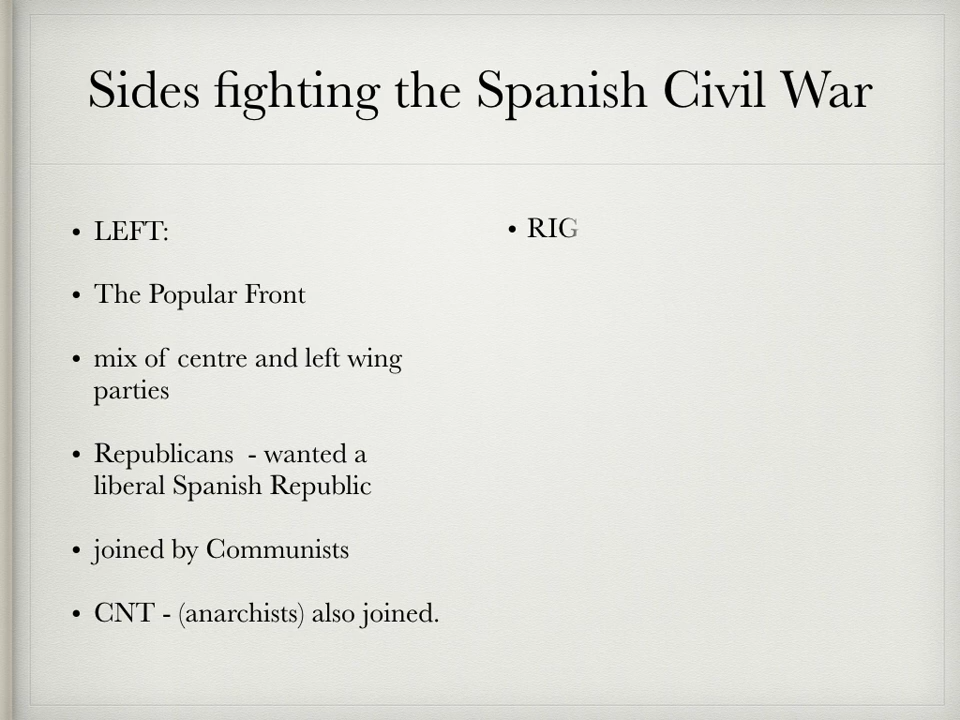 Sides fighting the Spanish Civil War
• LEFT:
• The Popular Front
• mix of centre and left wing
parties
• Republicans - wanted a
liberal Spanish Republic
• joined by Communists
• CNT - (anarchists) also joined.
• RIG